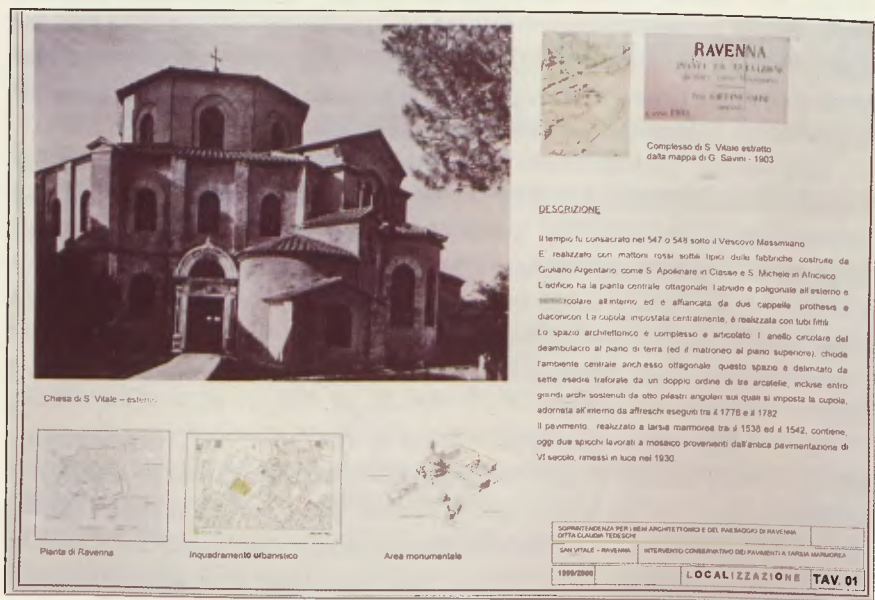 RAVENNA
Complesso di S. Vitale estratto
dalla mappa di G. Savini - 1903
DESCRIZIONE
Il tempio fu consacrato nel 547 o 548 sotto il Vescovo Massimiano
E' realizzato con mattoni rossi sottili tipici delle fabbriche costruite da
Giuliano Argentario come S. Apollinare in Classe e S. Michele in Africisco
L'edificio ha la pianta centrale ottagonale l'abside è poligonale all'esterno e
semicircolare all'interno ed è affiancata da due cappelle prothesis e
diaconicon. La cupola, impostata centralmente, è realizzata con tubi fittili
Lo spazio architettonico è complesso e articolato l'anello circolare del
deambulacro al piano di terra (ed il matroneo al piano superiore), chiude
l'ambiente centrale anch'esso ottagonale questo spazio è delimitato da
sette esedre traforate da un doppio ordine di tre arcatelle, incluse entro
grandi archi sostenuti da otto pilastri angolari sui quali si imposta la cupola,
adornata all'interno da affreschi eseguiti tra il 1778 e il 1782
Il pavimento, realizzato a tarsia marmorea tra il 1538 ed il 1542, contiene,
oggi due spicchi lavorati a mosaico provenienti dall'antica pavimentazione di
VI secolo, rimessi in luce nel 1930.
Chiesa di S. Vitale – esterno
Pianta di Ravenna
Inquadramento urbanistico
Area monumentale
SOPRINTENDENZA PER I BENI ARCHITETTONICI E DEL PAESAGGIO DI RAVENNA
DITTA CLAUDIA TEDESCHI
SAN VITALE - RAVENNA
INTERVENTO CONSERVATIVO DEI PAVIMENTI A TARSIA MARMOREA
1999/2000
LOCALIZZAZIONE
TAV. 01